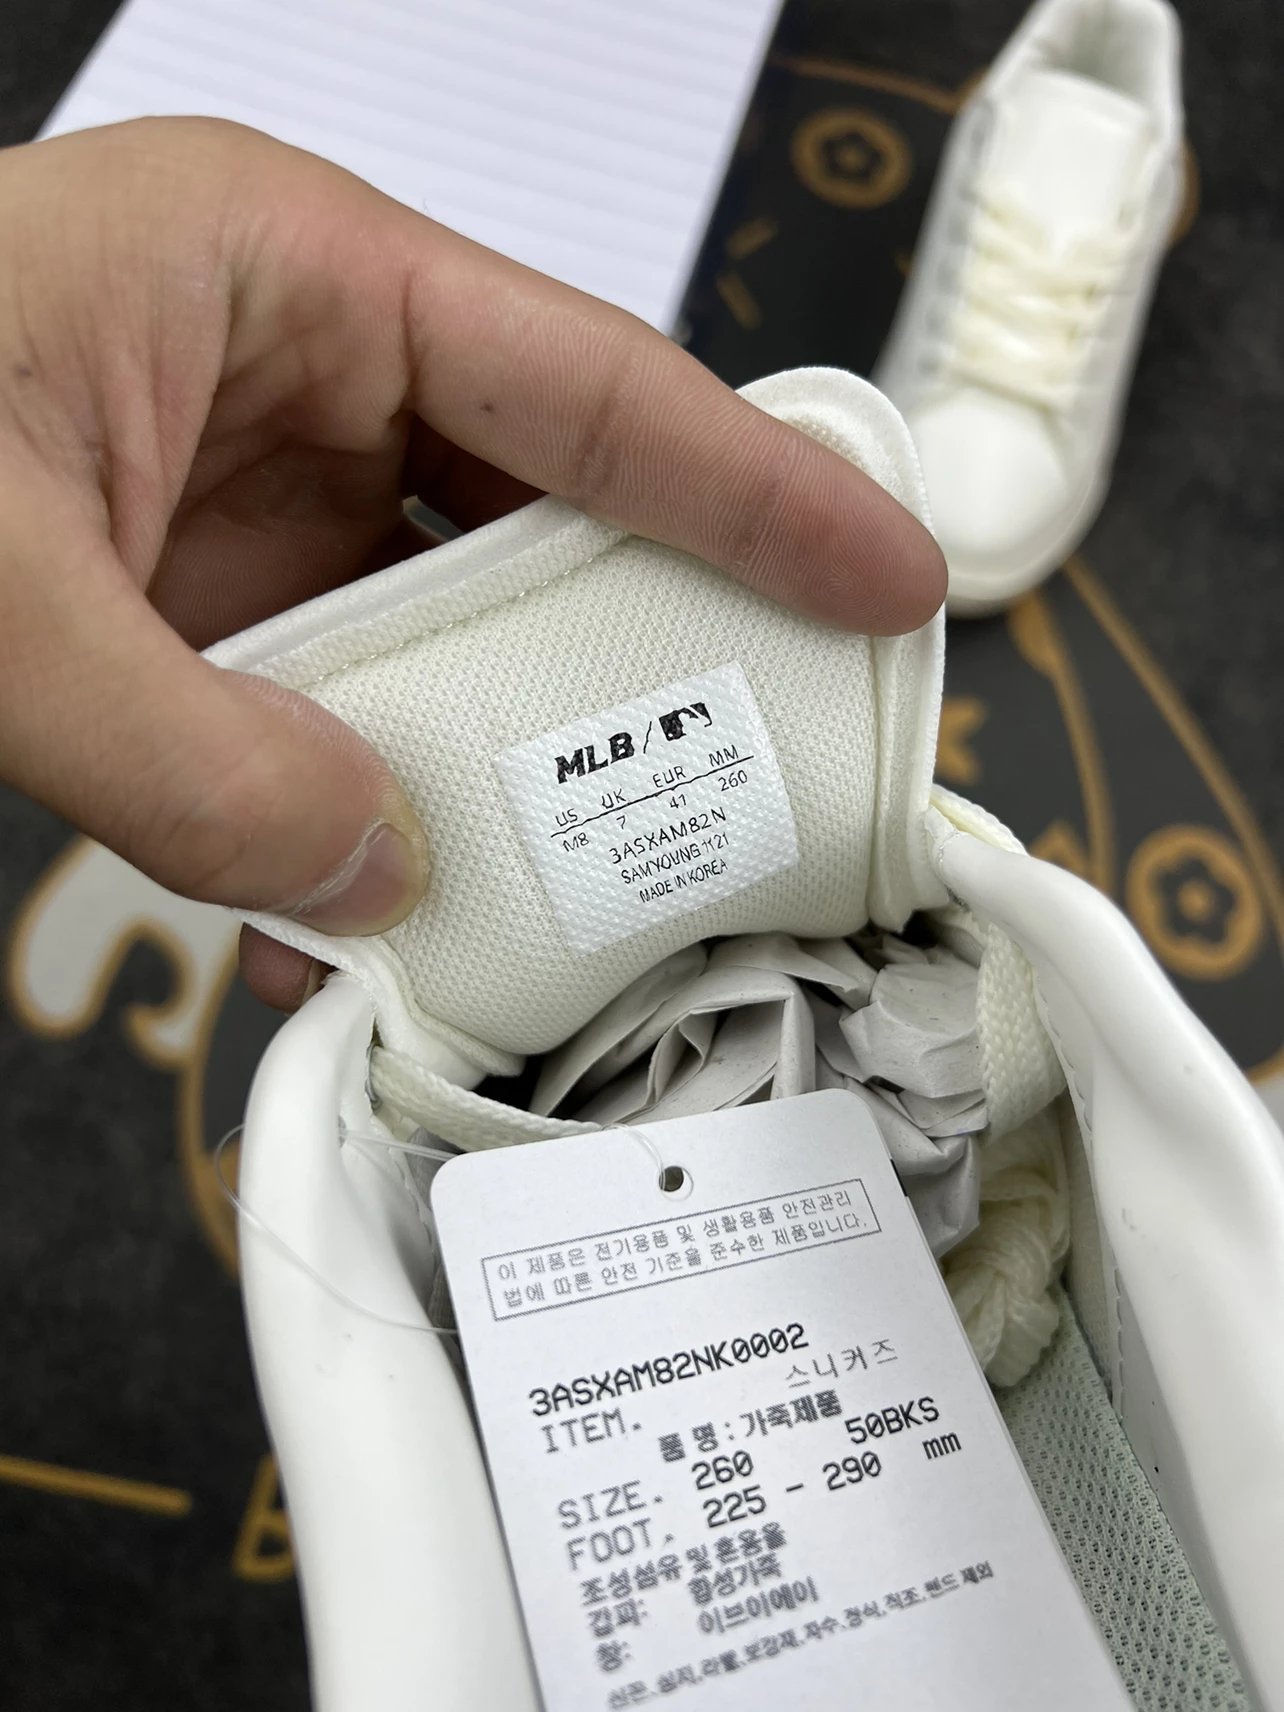 MLB
US UK EUR MM
M8 7 41 260
3ASXAM82N
SAMYOUNG 11'21
MADE IN KOREA
이 제품은 전기용품 및 생활용품 안전관리
법에 따른 안전 기준을 준수한 제품입니다.
3ASXAM82NK0002
ITEM. 스니커즈
품 명 : 가죽제품
50BKS
SIZE. 260
FOOT. 225 - 290 mm
조성섬유 및 혼용율
겉피: 합성가죽
창: 이브이에이